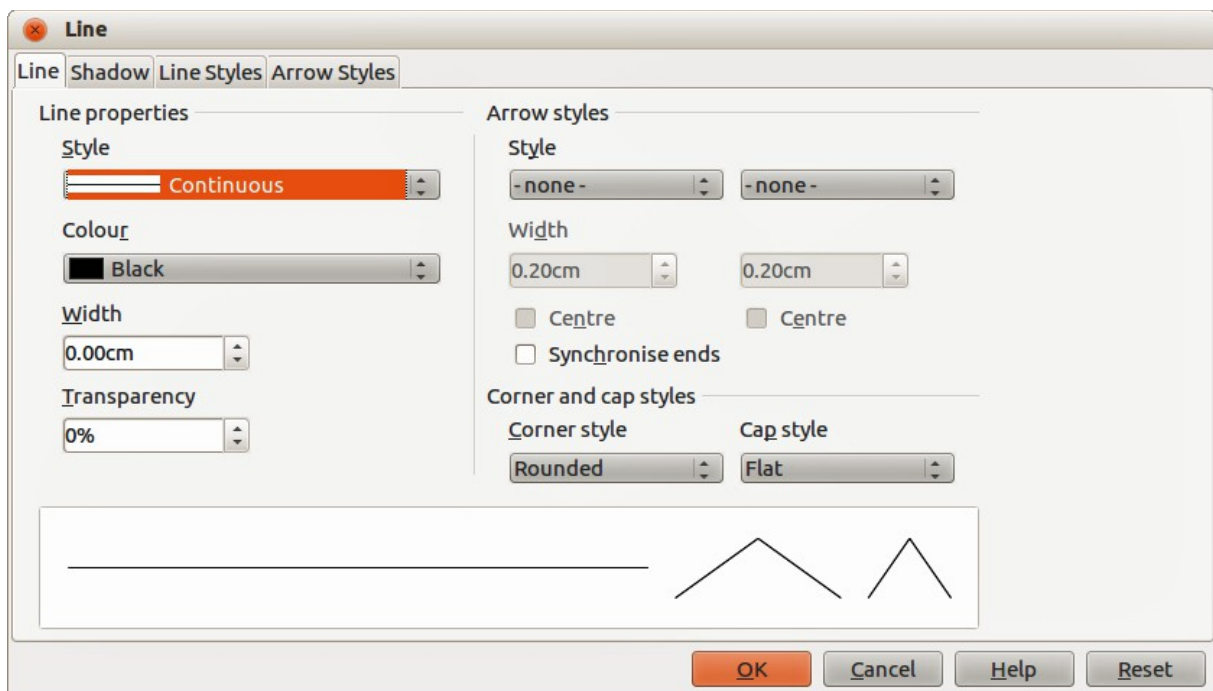 Line
Line Shadow Line Styles Arrow Styles
Line properties
Style
Continuous
Colour
Black
Width
0.00cm
Transparency
0%
Arrow styles
Style
- none - - none -
Width
0.20cm 0.20cm
Centre Centre
Synchronise ends
Corner and cap styles
Corner style Cap style
Rounded Flat
OK Cancel Help Reset